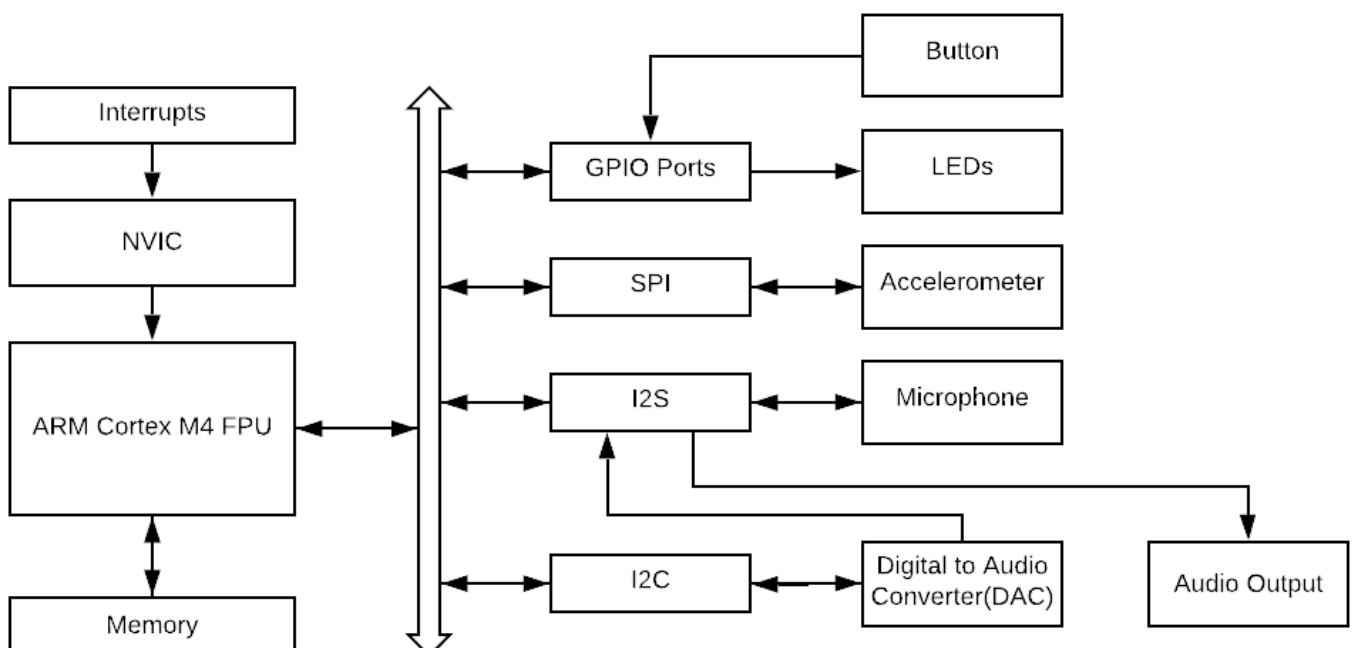 Button
Interrupts
GPIO Ports
LEDs
NVIC
SPI
Accelerometer
I2S
Microphone
ARM Cortex M4 FPU
I2C
Digital to Audio
Converter(DAC)
Audio Output
Memory